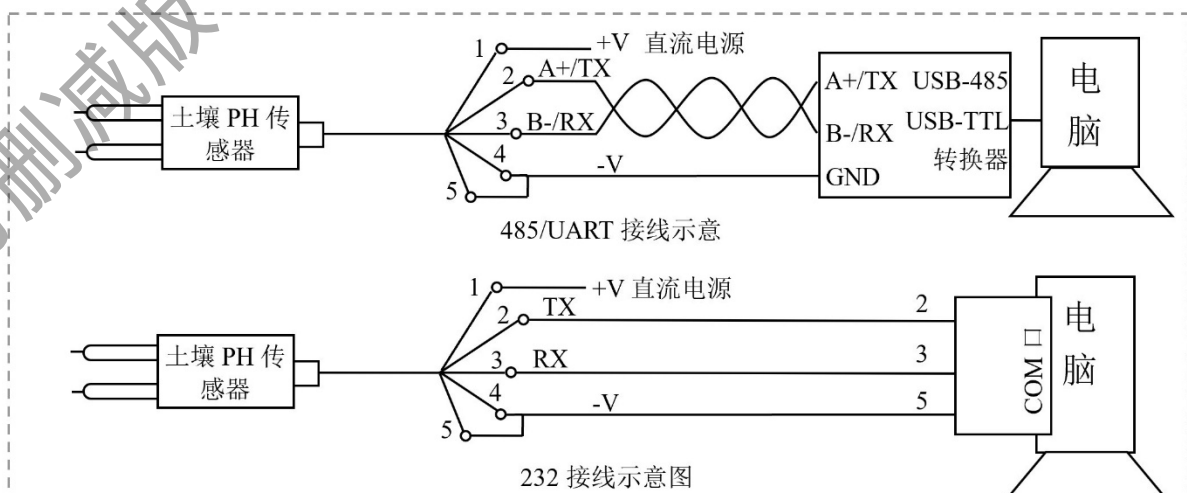 删减版
1 +V 直流电源
2 A+/TX A+/TX USB-485
3 B-/RX B-/RX USB-TTL
转换器
4 -V GND
5
土壤 PH 传
感器
电
脑
485/UART 接线示意
1 +V 直流电源
2 TX 2
3 RX 3
4 -V 5
5
土壤 PH 传
感器
COM 口
电
脑
232 接线示意图